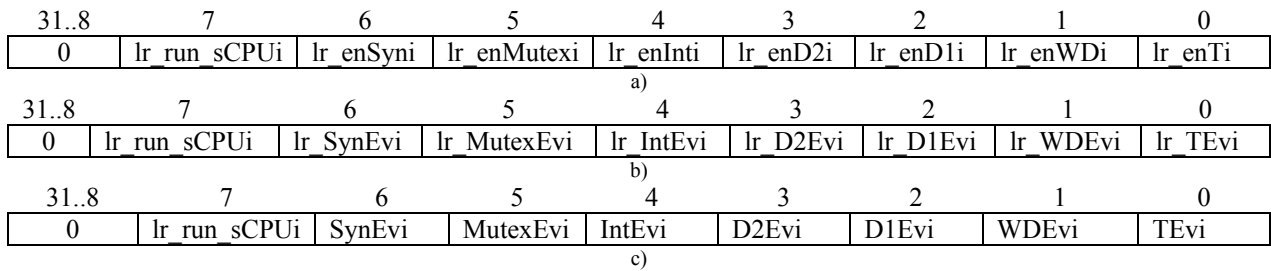 31..8 7 6 5 4 3 2 1 0
0 lr_run_sCPUi lr_enSyni lr_enMutexi lr_enInti lr_enD2i lr_enD1i lr_enWDi lr_enTi
a)
31..8 7 6 5 4 3 2 1 0
0 lr_run_sCPUi lr_SynEvi lr_MutexEvi lr_IntEvi lr_D2Evi lr_D1Evi lr_WDEvi lr_TEvi
b)
31..8 7 6 5 4 3 2 1 0
0 lr_run_sCPUi SynEvi MutexEvi IntEvi D2Evi D1Evi WDEvi TEvi
c)